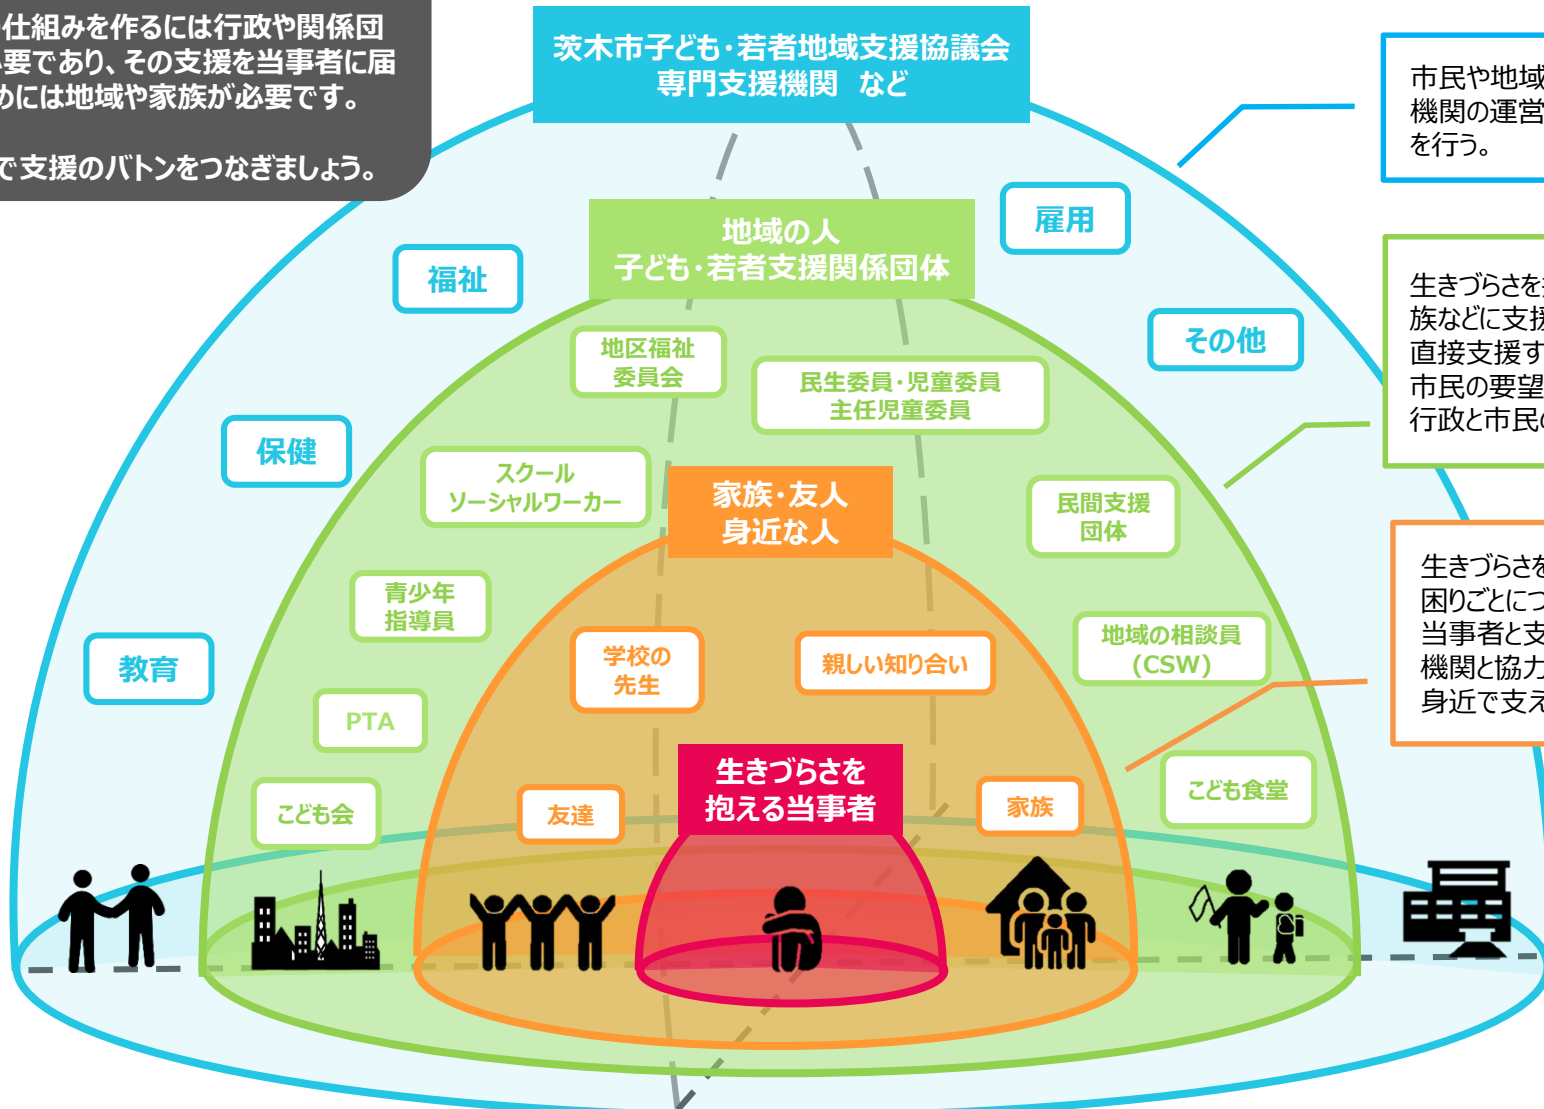 仕組みを作るには行政や関係団
要であり、その支援を当事者に届
めには地域や家族が必要です。
で支援のバトンをつなぎましょう。
茨木市子ども・若者地域支援協議会
専門支援機関 など
市民や地域
機関の運営
を行う。
地域の人
子ども・若者支援関係団体
雇用
福祉
その他
保健
教育
生きづらさを
族などに支援
直接支援す
市民の要望
行政と市民の
地区福祉
委員会
民生委員・児童委員
主任児童委員
スクール
ソーシャルワーカー
民間支援
団体
青少年
指導員
地域の相談員
(CSW)
PTA
こども会
こども食堂
家族・友人
身近な人
生きづらさを
困りごとにつ
当事者と支
機関と協力
身近で支え
学校の
先生
親しい知り合い
友達
家族
生きづらさを
抱える当事者